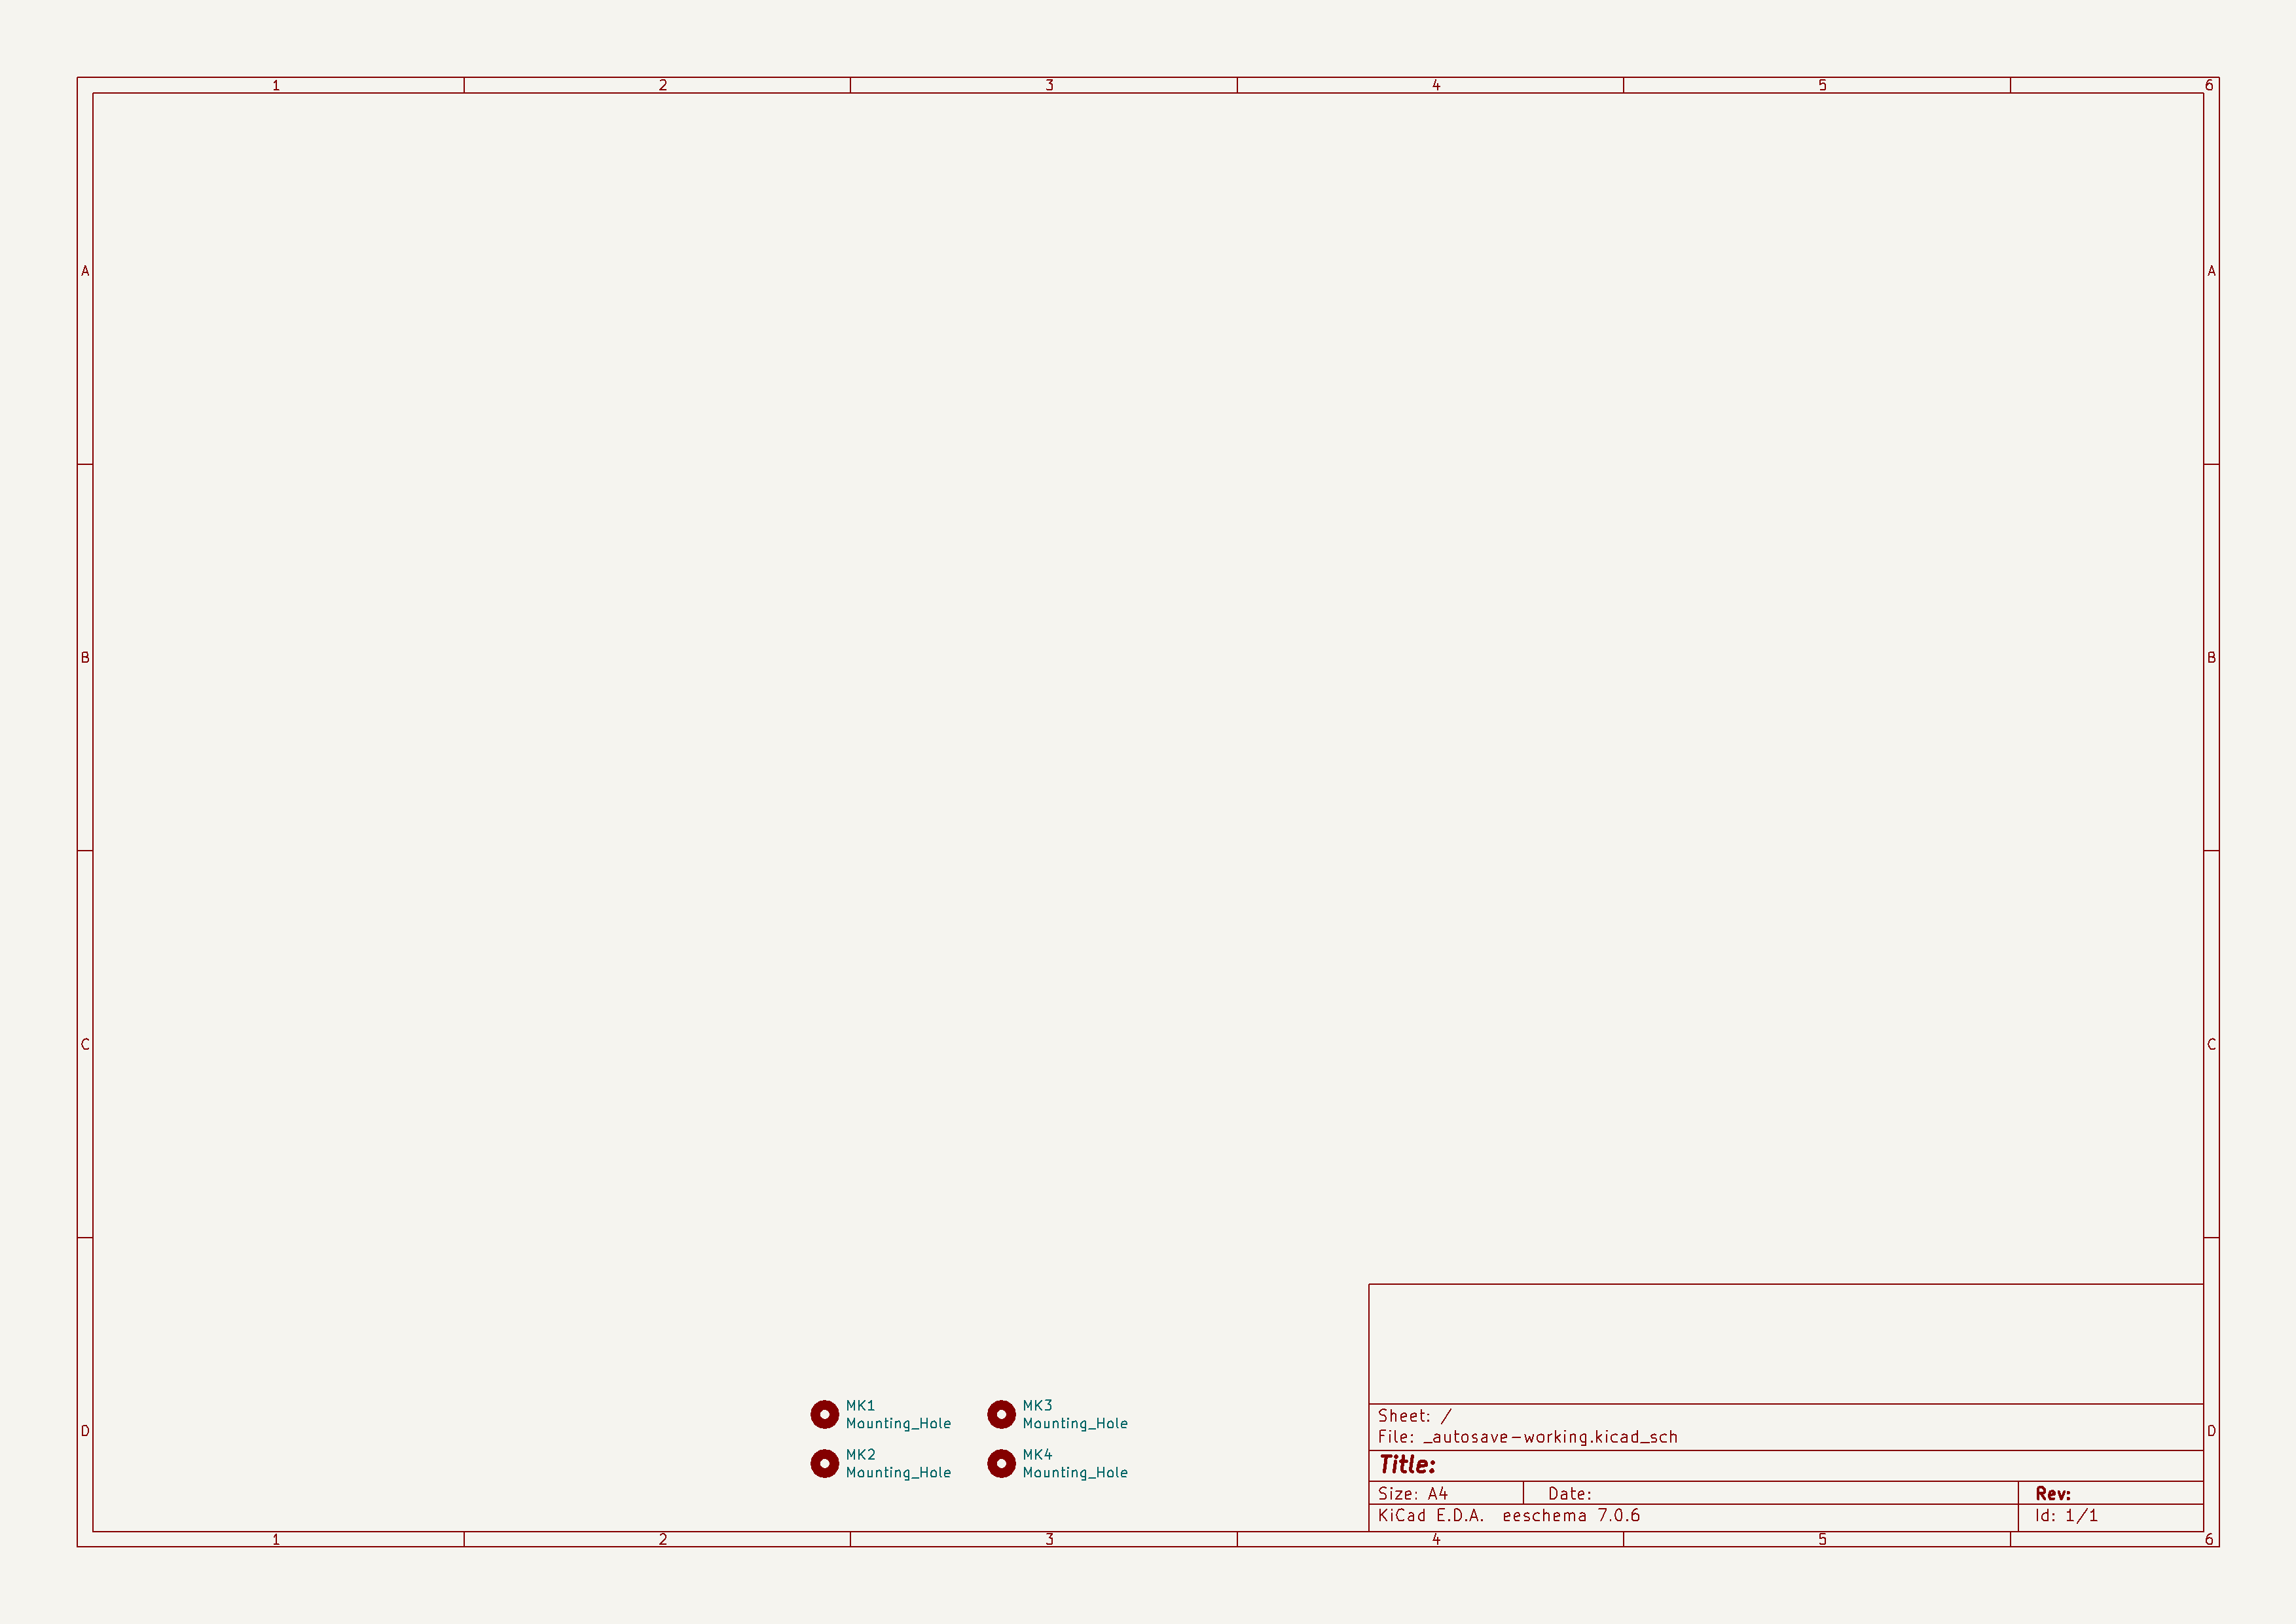 1 2 3 4 5 6
A A
B B
C C
MK1 MK3
Mounting_Hole Mounting_Hole
MK2 MK4
Mounting_Hole Mounting_Hole
D D
Sheet: /
File: _autosave-working.kicad_sch
Title:
Size: A4 Date: Rev:
KiCad E.D.A. eeschema 7.0.6 Id: 1/1
1 2 3 4 5 6